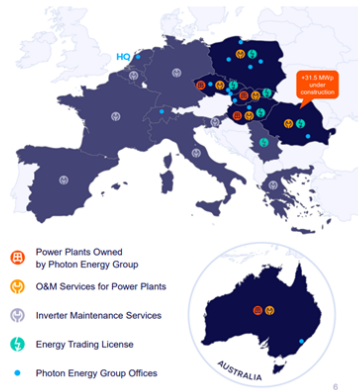 HQ
+31.5 MWp
under
construction
Power Plants Owned
by Photon Energy Group
O&M Services for Power Plants
Inverter Maintenance Services
Energy Trading License
Photon Energy Group Offices
AUSTRALIA
6